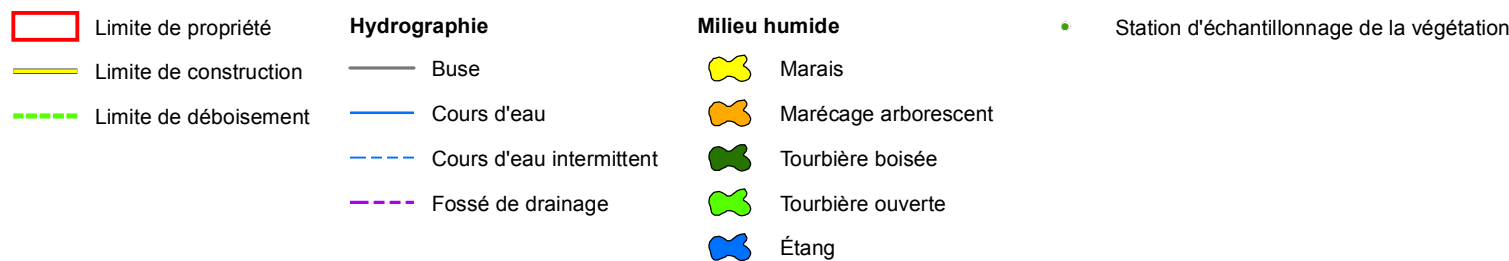 Limite de propriété
Limite de construction
Limite de déboisement
Hydrographie
Buse
Cours d'eau
Cours d'eau intermittent
Fossé de drainage
Milieu humide
Marais
Marécage arborescent
Tourbière boisée
Tourbière ouverte
Étang
Station d'échantillonnage de la végétation